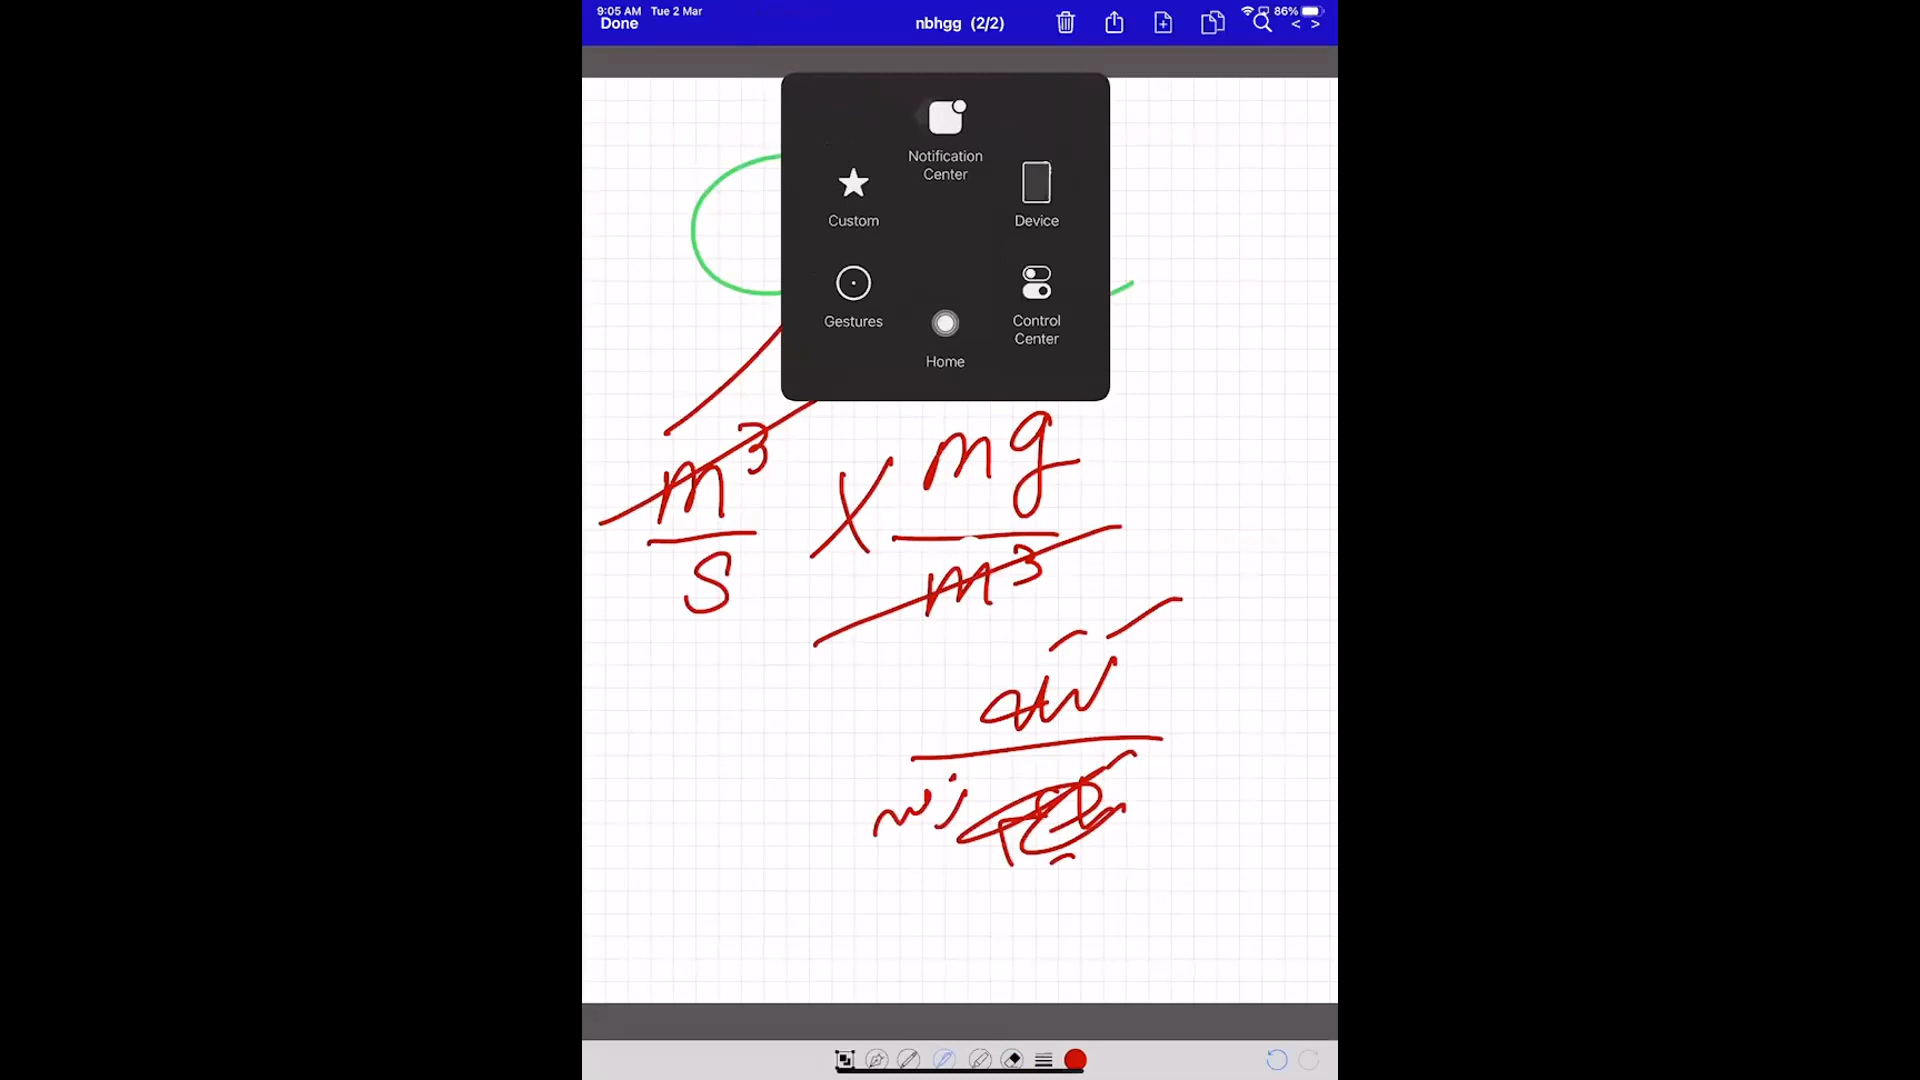 9:05 AM Tue 2 Mar 86%
Done nbhgg (2/2) < >
Notification
Center
Custom Device
Gestures Control
Center
Home
m³ X mg
s m³